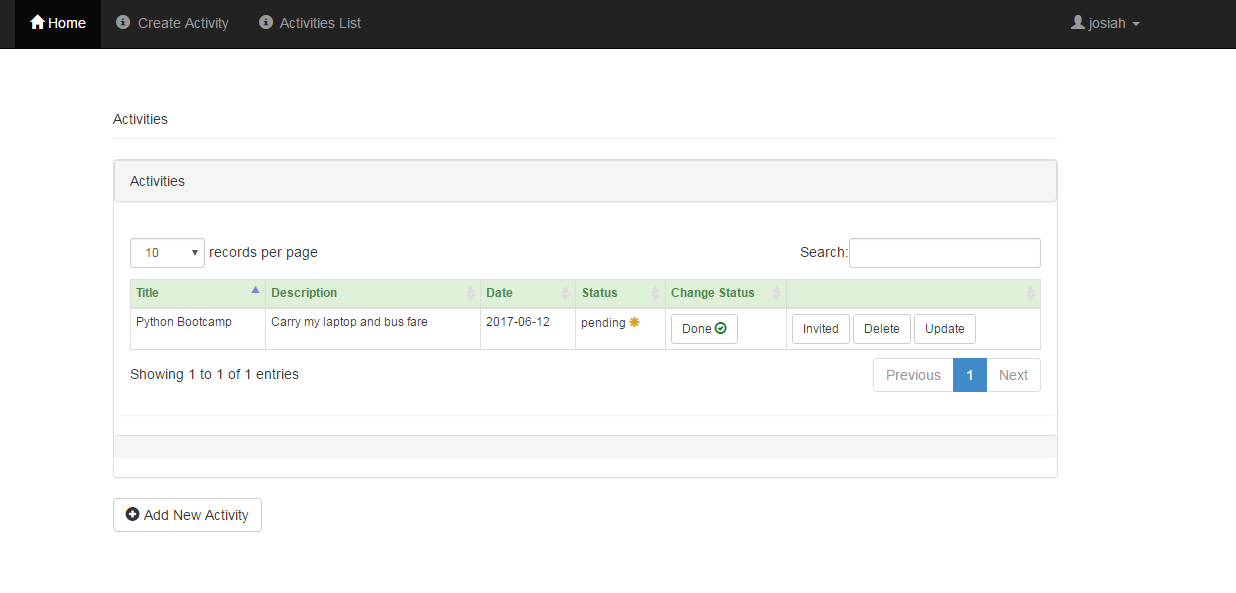 Home Create Activity Activities List josiah
Activities
Activities
10 records per page Search:
Title Description Date Status Change Status
Python Bootcamp Carry my laptop and bus fare 2017-06-12 pending Done Invited Delete Update
Showing 1 to 1 of 1 entries Previous 1 Next
Add New Activity